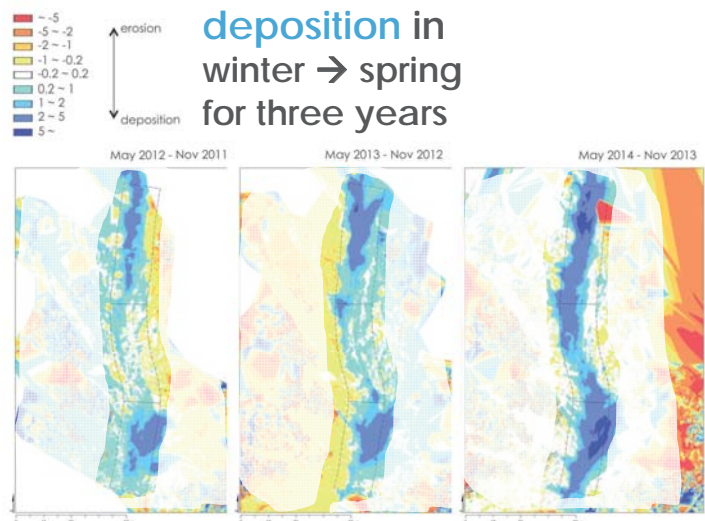 ~ -5
-5 ~ -2
-2 ~ -1
-1 ~ -0.2
-0.2 ~ 0.2
0.2 ~ 1
1 ~ 2
2 ~ 5
5 ~
erosion
deposition
deposition in
winter → spring
for three years
May 2012 - Nov 2011
May 2013 - Nov 2012
May 2014 - Nov 2013